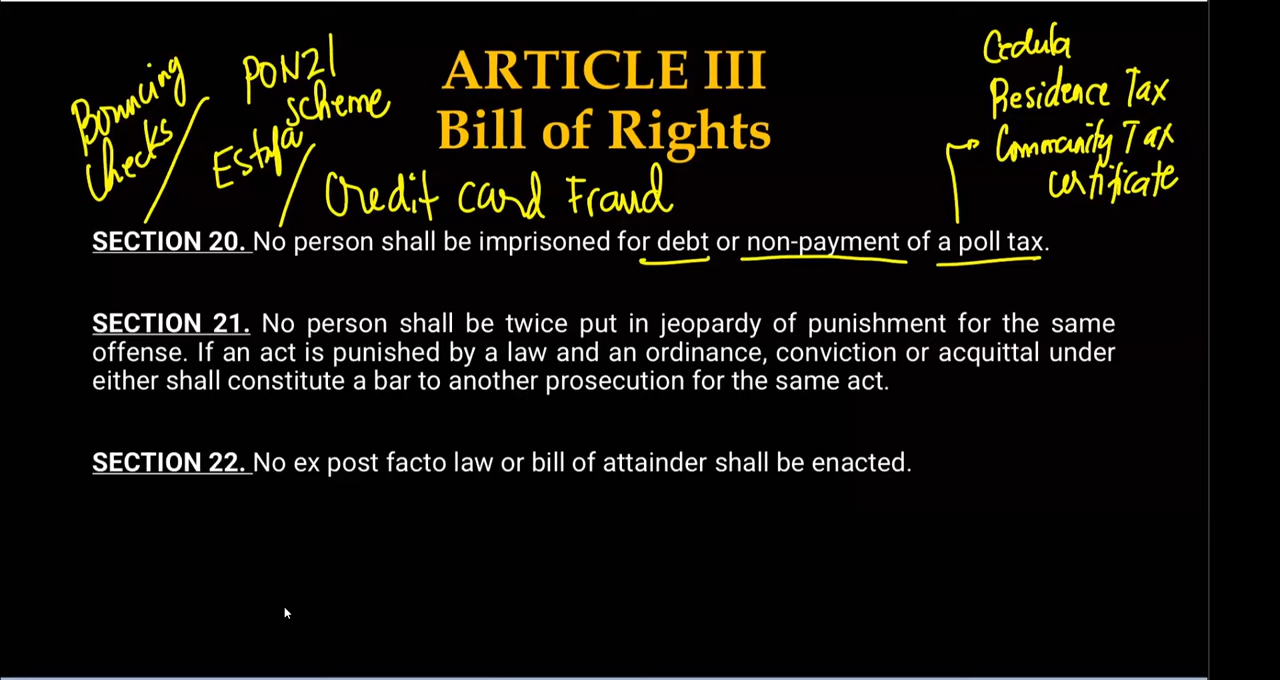 Bouncing
Checks
PONZI
scheme
Estafa
Credit card Fraud
ARTICLE III
Bill of Rights
Cedula
Residence Tax
Community Tax
certificate
SECTION 20. No person shall be imprisoned for debt or non-payment of a poll tax.
SECTION 21. No person shall be twice put in jeopardy of punishment for the same
offense. If an act is punished by a law and an ordinance, conviction or acquittal under
either shall constitute a bar to another prosecution for the same act.
SECTION 22. No ex post facto law or bill of attainder shall be enacted.